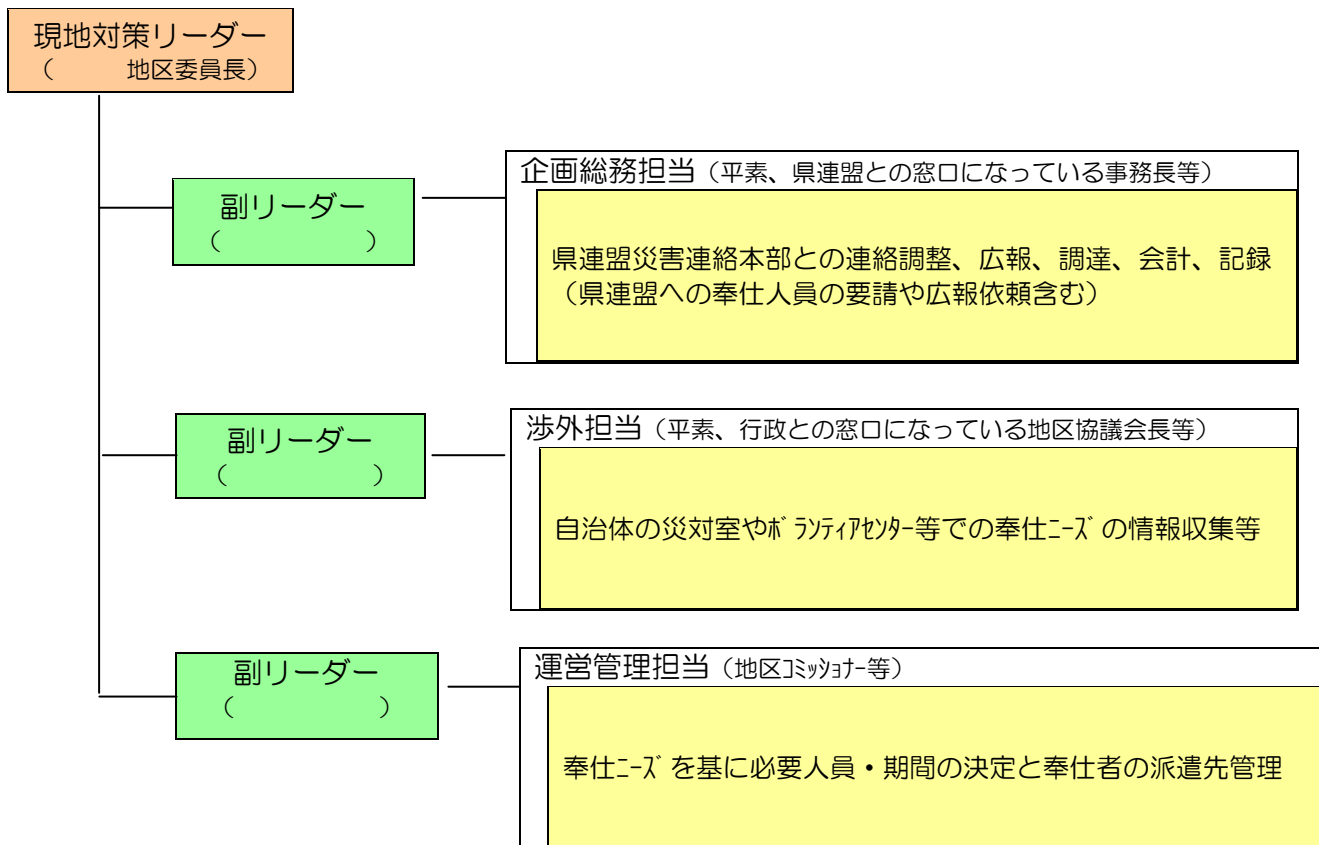 現地対策リーダー
（　　　地区委員長）
副リーダー
（　　　　　　）
企画総務担当（平素、県連盟との窓口になっている事務長等）
県連盟災害連絡本部との連絡調整、広報、調達、会計、記録
（県連盟への奉仕人員の要請や広報依頼含む）
副リーダー
（　　　　　　）
渉外担当（平素、行政との窓口になっている地区協議会長等）
自治体の災対室やﾎﾞﾗﾝﾃｨｱｾﾝﾀｰ等での奉仕ﾆｰｽﾞの情報収集等
副リーダー
（　　　　　　）
運営管理担当（地区ｺﾐｯｼｮﾅｰ等）
奉仕ﾆｰｽﾞを基に必要人員・期間の決定と奉仕者の派遣先管理